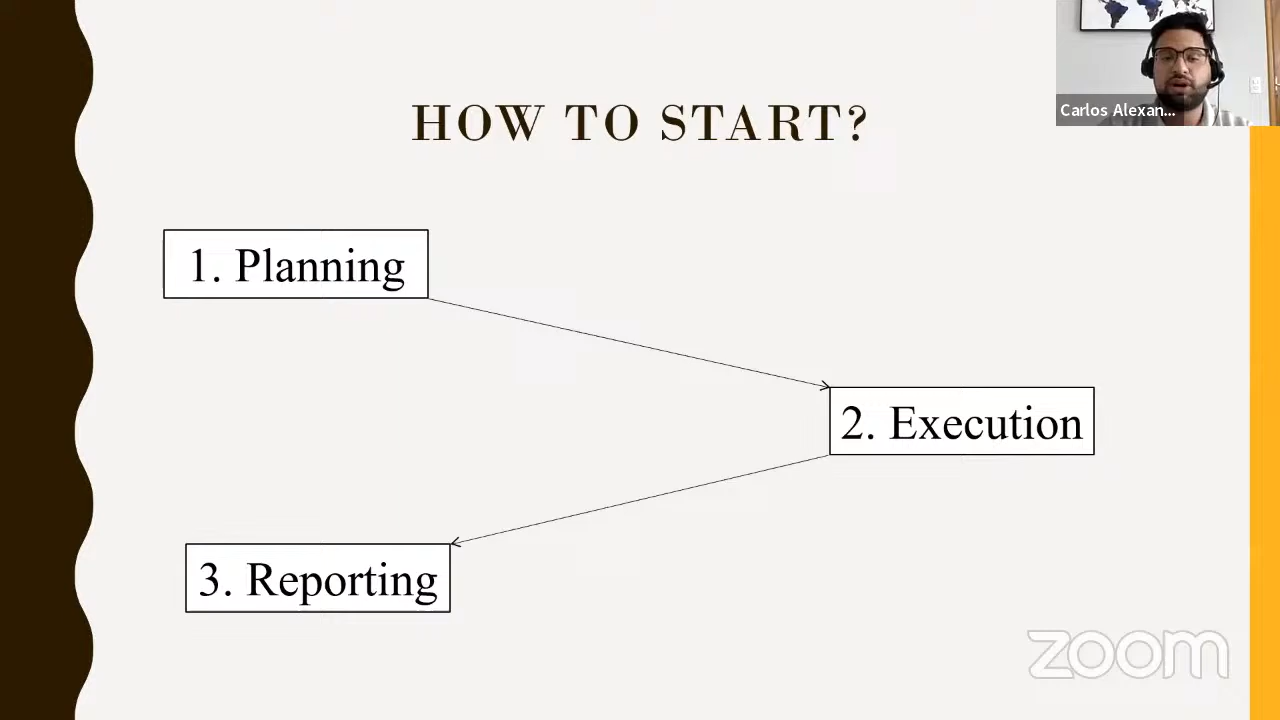 HOW TO START?
Carlos Alexan...
1. Planning
2. Execution
3. Reporting
zoom